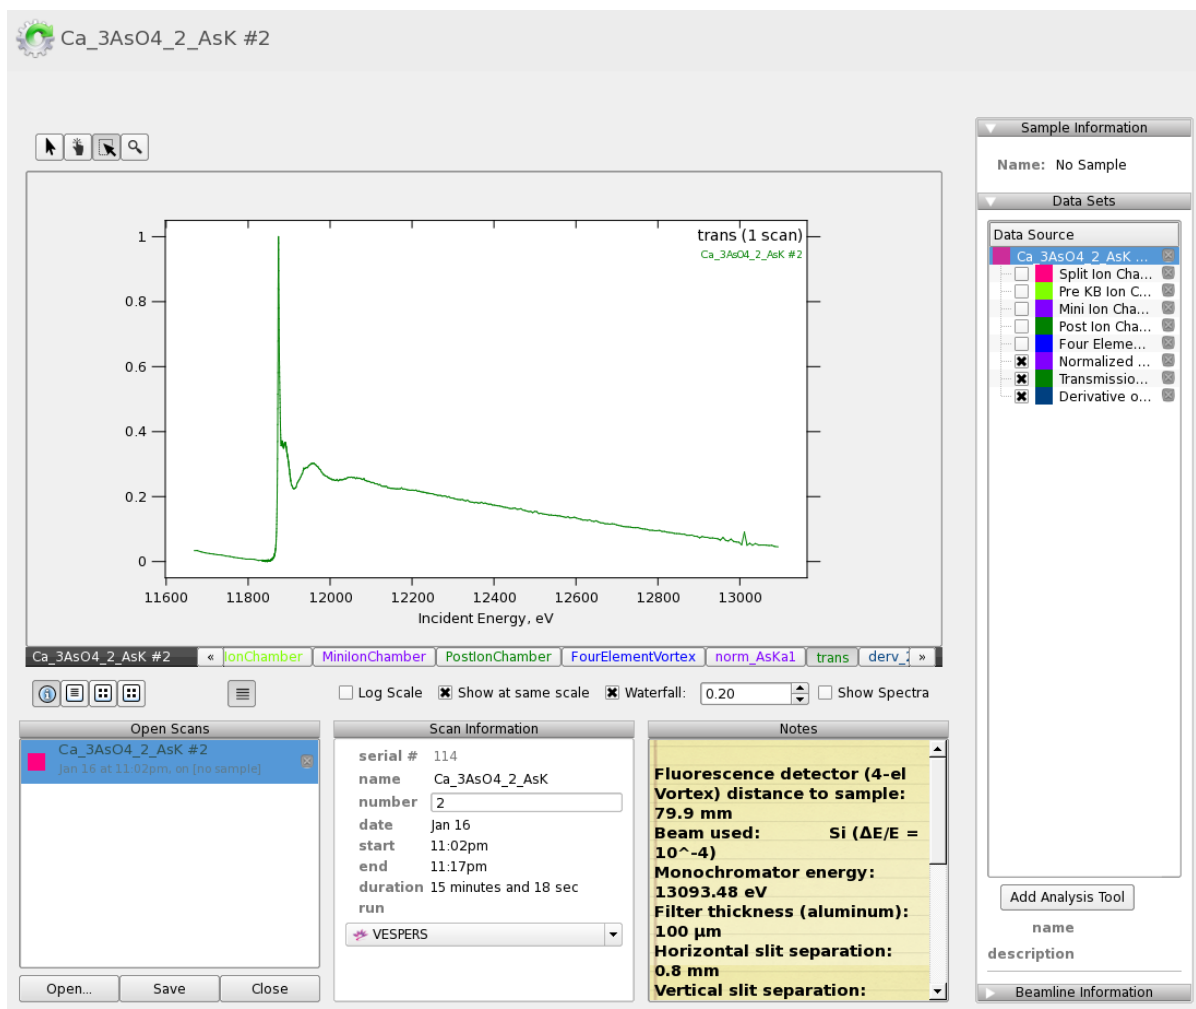 Ca_3AsO4_2_AsK #2
trans (1 scan)
Ca_3AsO4_2_AsK #2
1
0.8
0.6
0.4
0.2
0
11600 11800 12000 12200 12400 12600 12800 13000
Incident Energy, eV
Ca_3AsO4_2_AsK #2 « IonChamber MiniIonChamber PostIonChamber FourElementVortex norm_AsKa1 trans derv_ »
Log Scale Show at same scale Waterfall: 0.20 Show Spectra
Open Scans
Ca_3AsO4_2_AsK #2
Jan 16 at 11:02pm, on [no sample]
Open... Save Close
Scan Information
serial # 114
name Ca_3AsO4_2_AsK
number 2
date Jan 16
start 11:02pm
end 11:17pm
duration 15 minutes and 18 sec
run
VESPERS
Notes
Fluorescence detector (4-el
Vortex) distance to sample:
79.9 mm
Beam used: Si (ΔE/E =
10^-4)
Monochromator energy:
13093.48 eV
Filter thickness (aluminum):
100 μm
Horizontal slit separation:
0.8 mm
Vertical slit separation:
Sample Information
Name: No Sample
Data Sets
Data Source
Ca_3AsO4_2_AsK ...
Split Ion Cha...
Pre KB Ion C...
Mini Ion Cha...
Post Ion Cha...
Four Eleme...
Normalized ...
Transmissio...
Derivative o...
Add Analysis Tool
name
description
Beamline Information